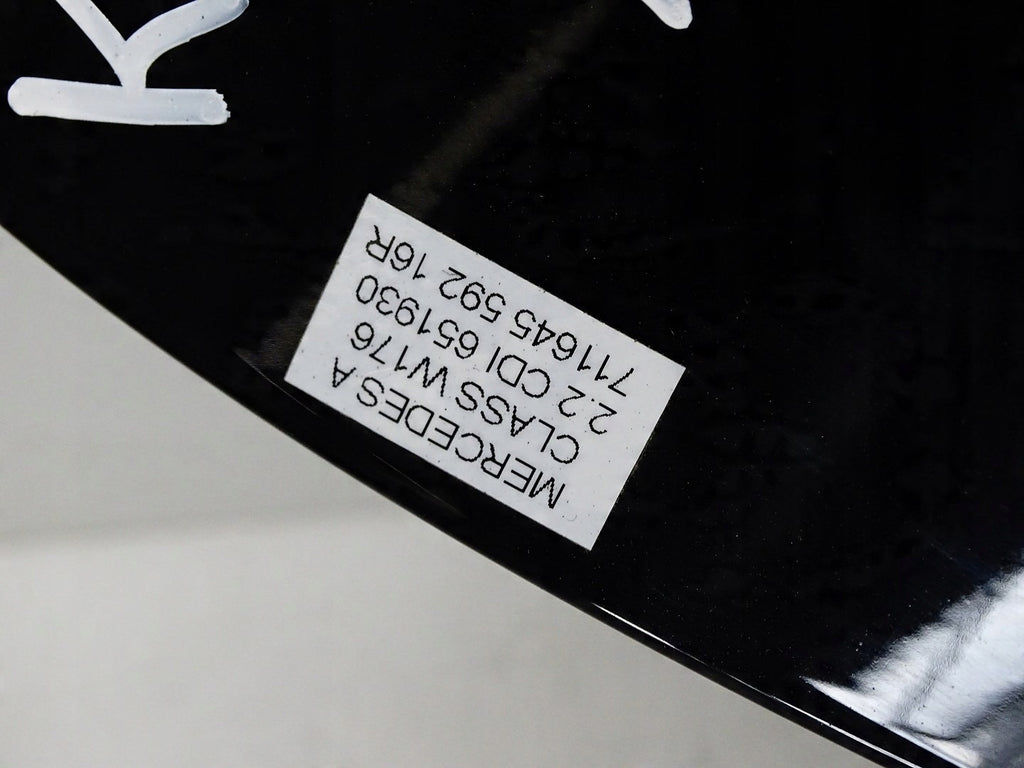 MERCEDES A
CLASS W176
2.2 CDI 651930
711645 592 16R
K